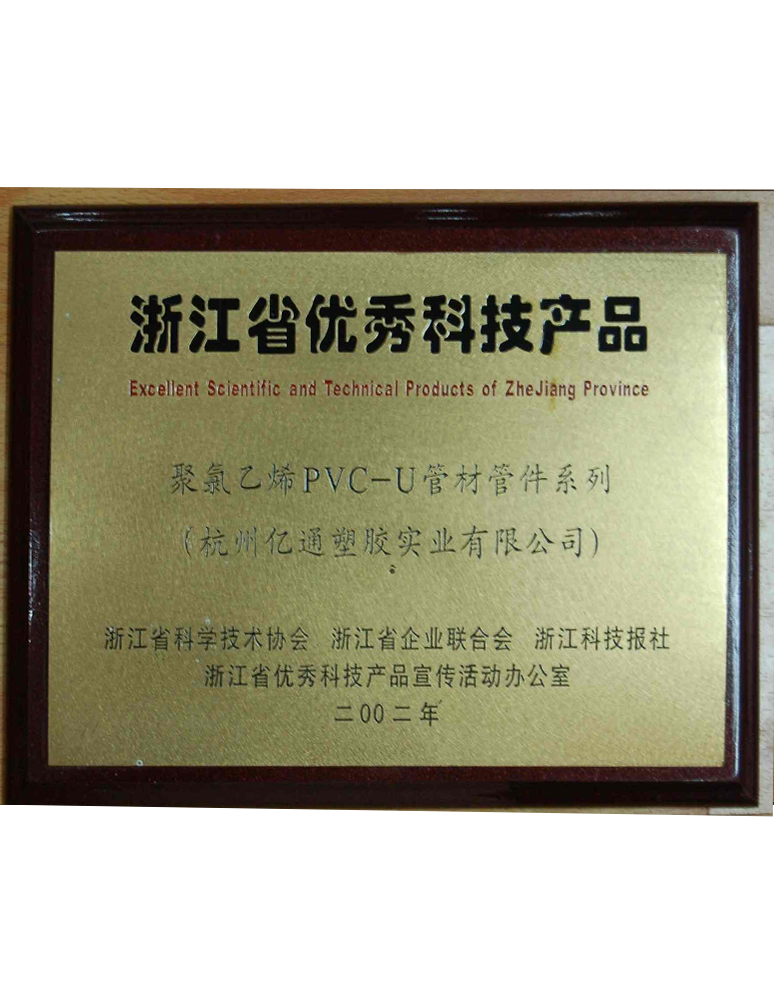 浙江省优秀科技产品
Excellent Scientific and Technical Products of ZheJiang Province
聚氯乙烯PVC-U管材管件系列
(杭州亿通塑胶实业有限公司)
浙江省科学技术协会 浙江省企业联合会 浙江科技报社
浙江省优秀科技产品宣传活动办公室
二00二年